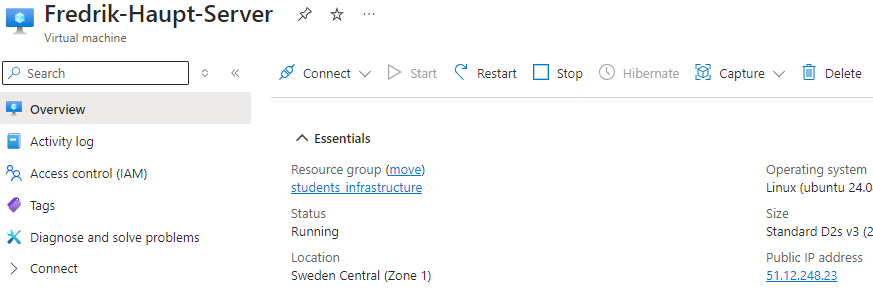 Fredrik-Haupt-Server
Virtual machine
Search
Connect
Start
Restart
Stop
Hibernate
Capture
Delete
Overview
Activity log
Access control (IAM)
Tags
Diagnose and solve problems
Connect
Essentials
Resource group (move)
students_infrastructure
Status
Running
Location
Sweden Central (Zone 1)
Operating system
Linux (ubuntu 24.0
Size
Standard D2s v3 (2
Public IP address
51.12.248.23